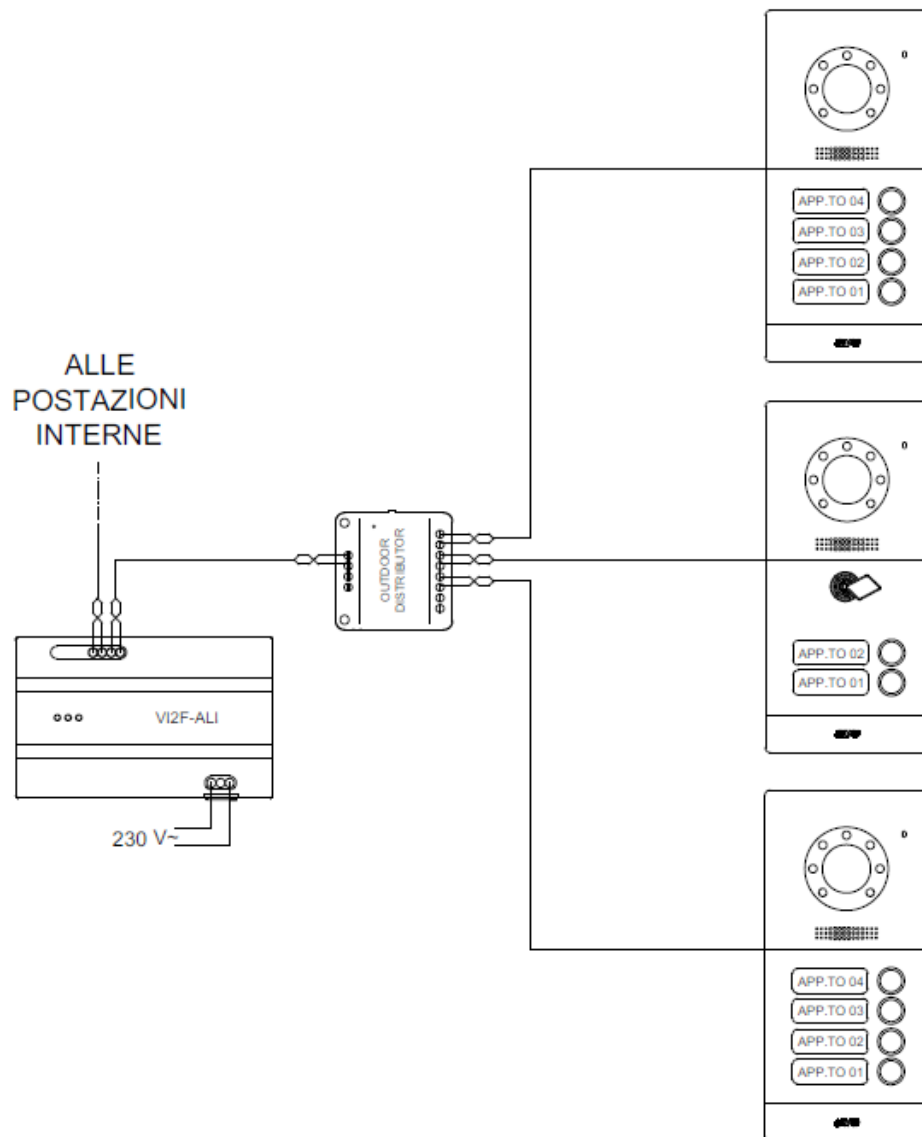 APP.TO 04
APP.TO 03
APP.TO 02
APP.TO 01
ALLE
POSTAZIONI
INTERNE
OUTDOOR
DISTRIBUTOR
APP.TO 02
APP.TO 01
VI2F-ALI
230 V~
APP.TO 04
APP.TO 03
APP.TO 02
APP.TO 01